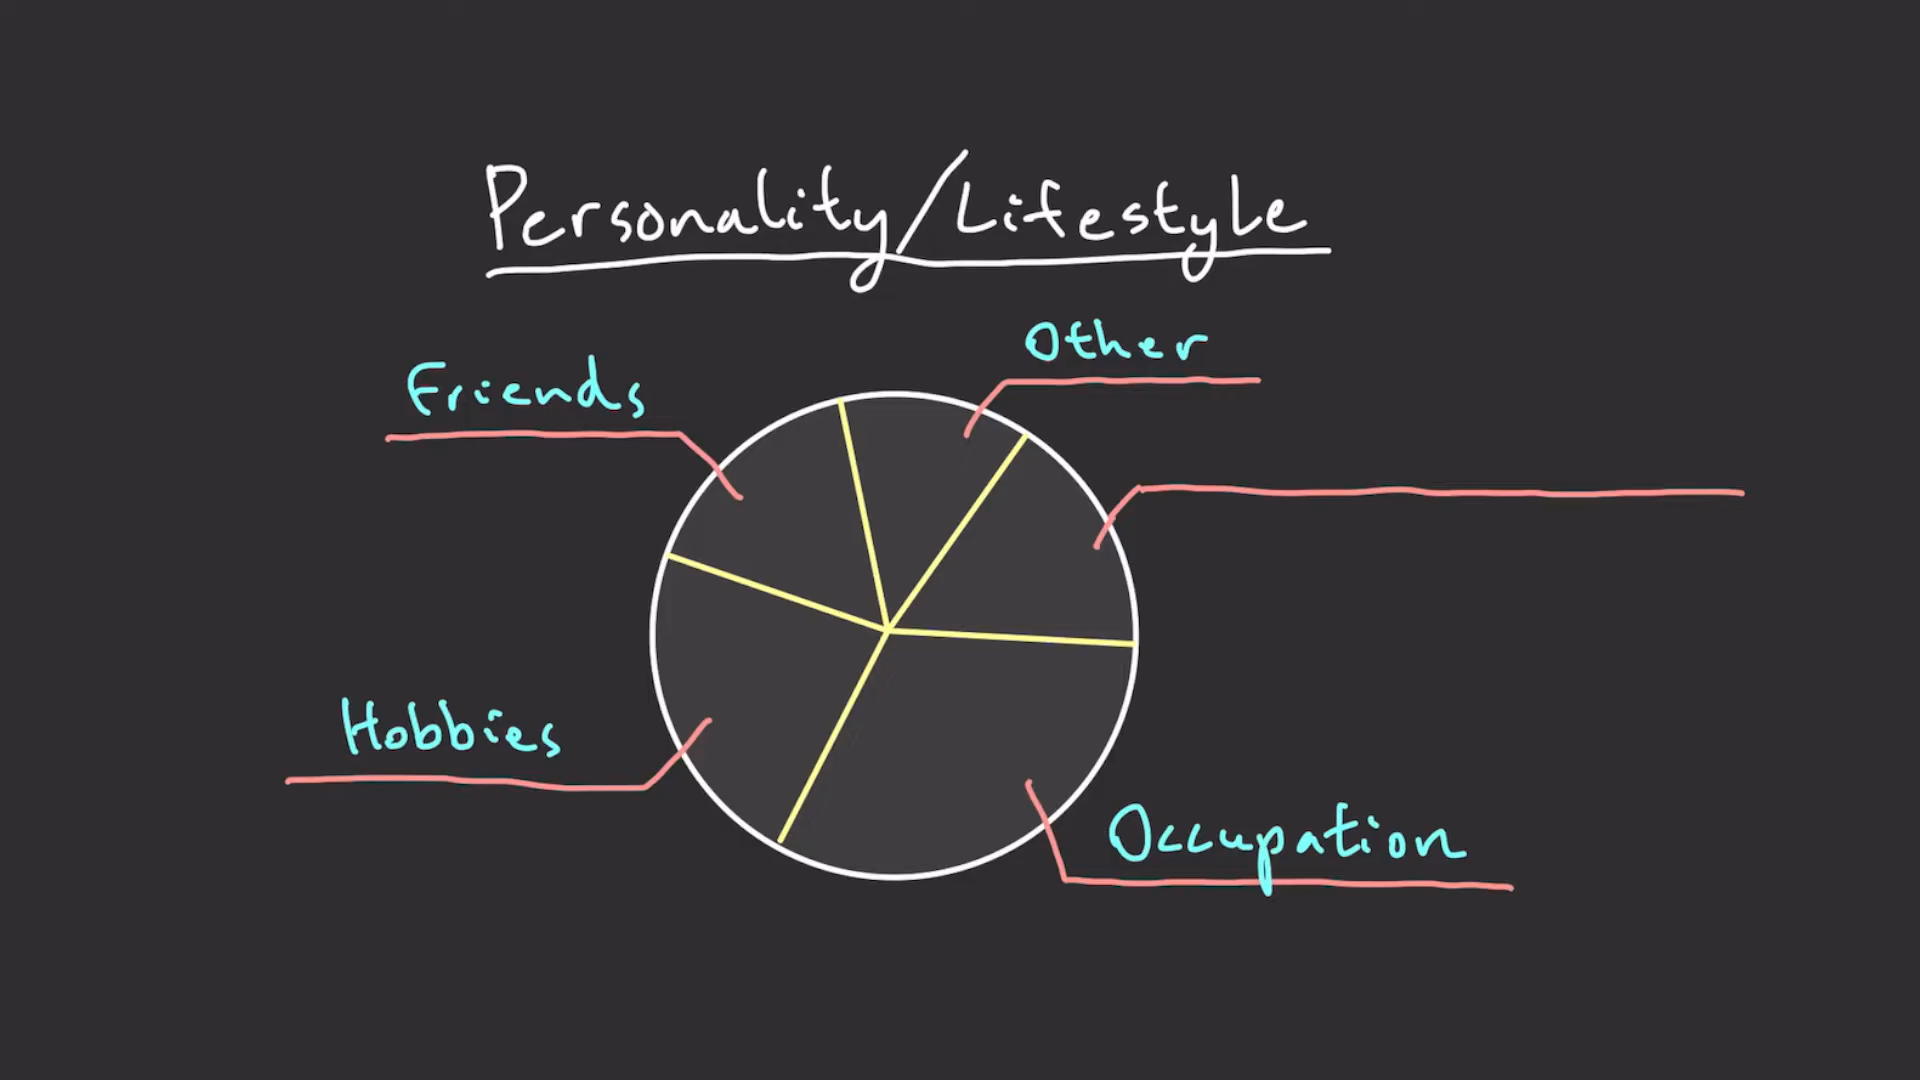 Personality/Lifestyle
Other
Friends
Hobbies
Occupation